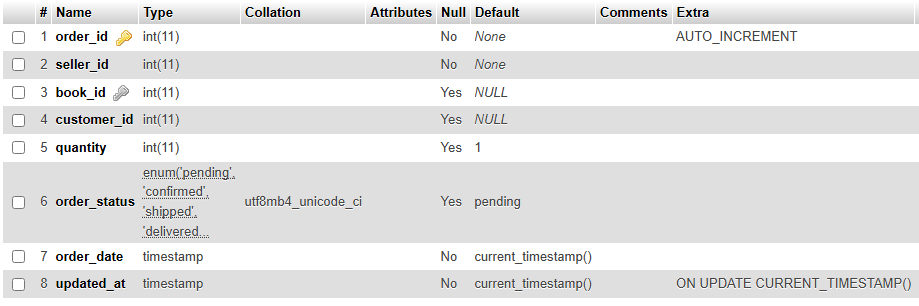 # Name Type Collation Attributes Null Default Comments Extra
1 order_id int(11) No None AUTO_INCREMENT
2 seller_id int(11) No None
3 book_id int(11) Yes NULL
4 customer_id int(11) Yes NULL
5 quantity int(11) Yes 1
6 order_status enum('pending', 'confirmed', 'shipped', 'delivered... utf8mb4_unicode_ci Yes pending
7 order_date timestamp No current_timestamp()
8 updated_at timestamp No current_timestamp() ON UPDATE CURRENT_TIMESTAMP()